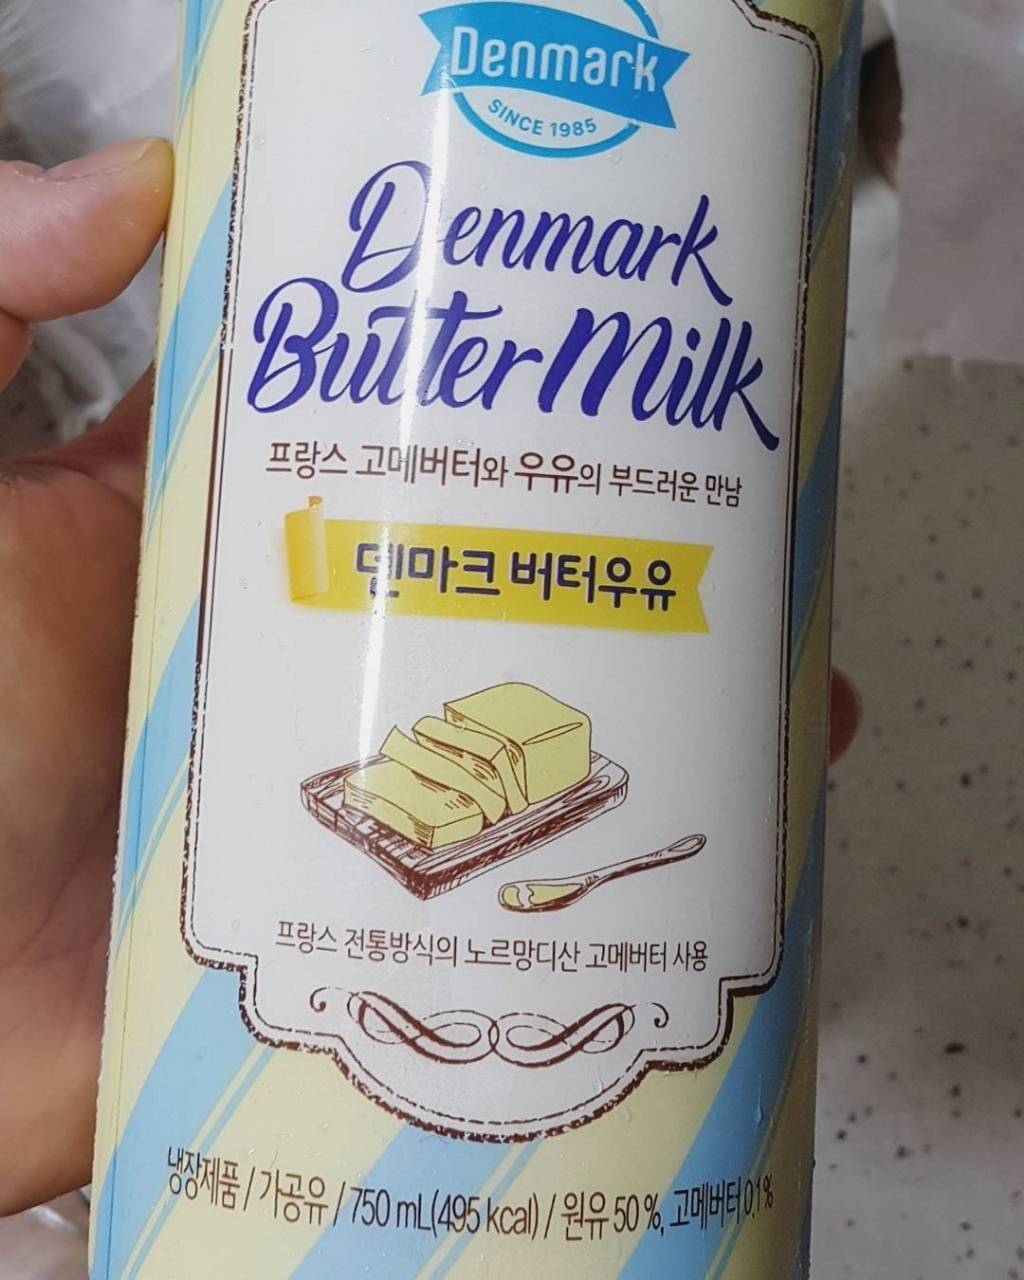 Denmark
SINCE 1985
Denmark
Butter Milk
프랑스 고메버터와 우유의 부드러운 만남
덴마크 버터우유
프랑스 전통방식의 노르망디산 고메버터 사용
냉장제품 / 가공유 / 750 mL(495 kcal) / 원유 50 %, 고메버터 0.1 %